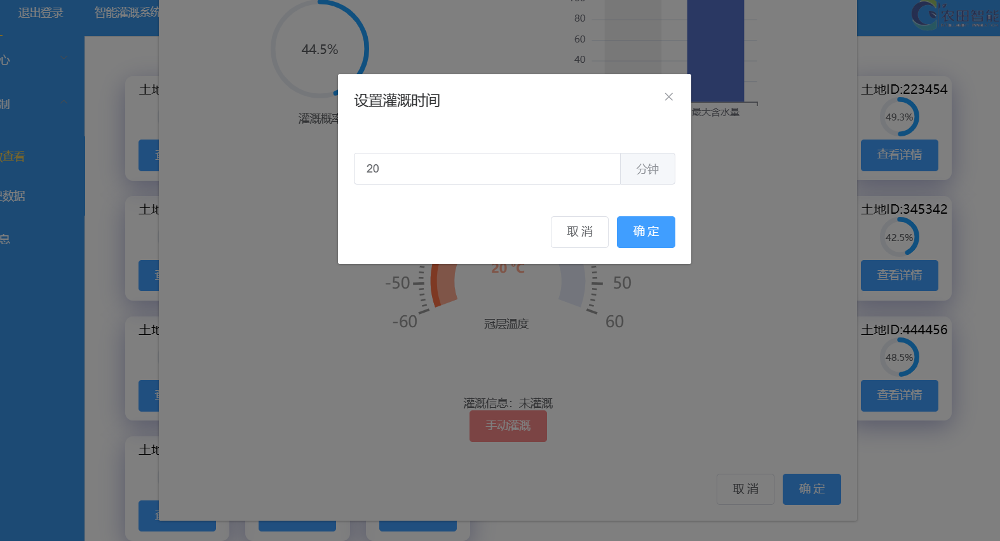 退出登录
智能灌溉系统
农田智能
心
制
查看
数据
息
土地
44.5%
灌溉概率
80
60
40
最大含水量
土地ID:223454
49.3%
查看详情
设置灌溉时间
20
分钟
取消
确定
土地
土地ID:345342
42.5%
查看详情
20 °C
-50
50
-60
60
冠层温度
土地
土地ID:444456
48.5%
查看详情
灌溉信息：未灌溉
手动灌溉
土地
取消
确定